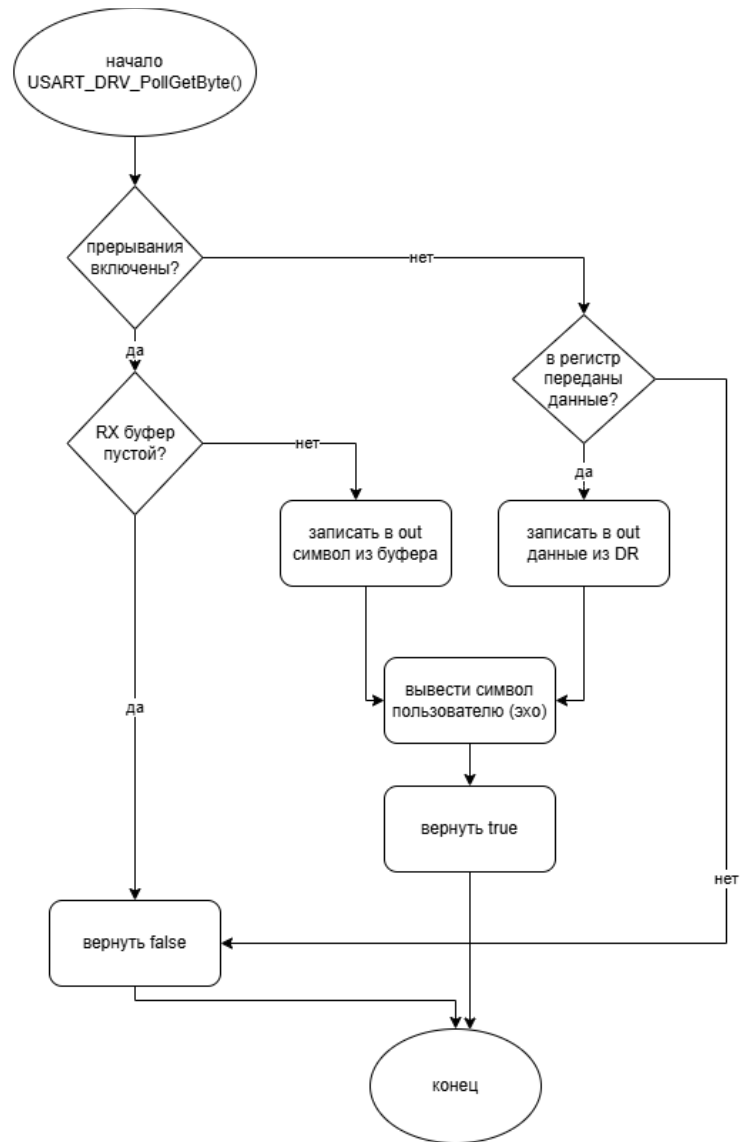 начало
USART_DRV_PollGetByte()
прерывания
включены?
нет
да
в регистр
переданы
данные?
RX буфер
пустой?
нет
да
записать в out
символ из буфера
записать в out
данные из DR
вывести символ
пользователю (эхо)
да
вернуть true
нет
вернуть false
конец